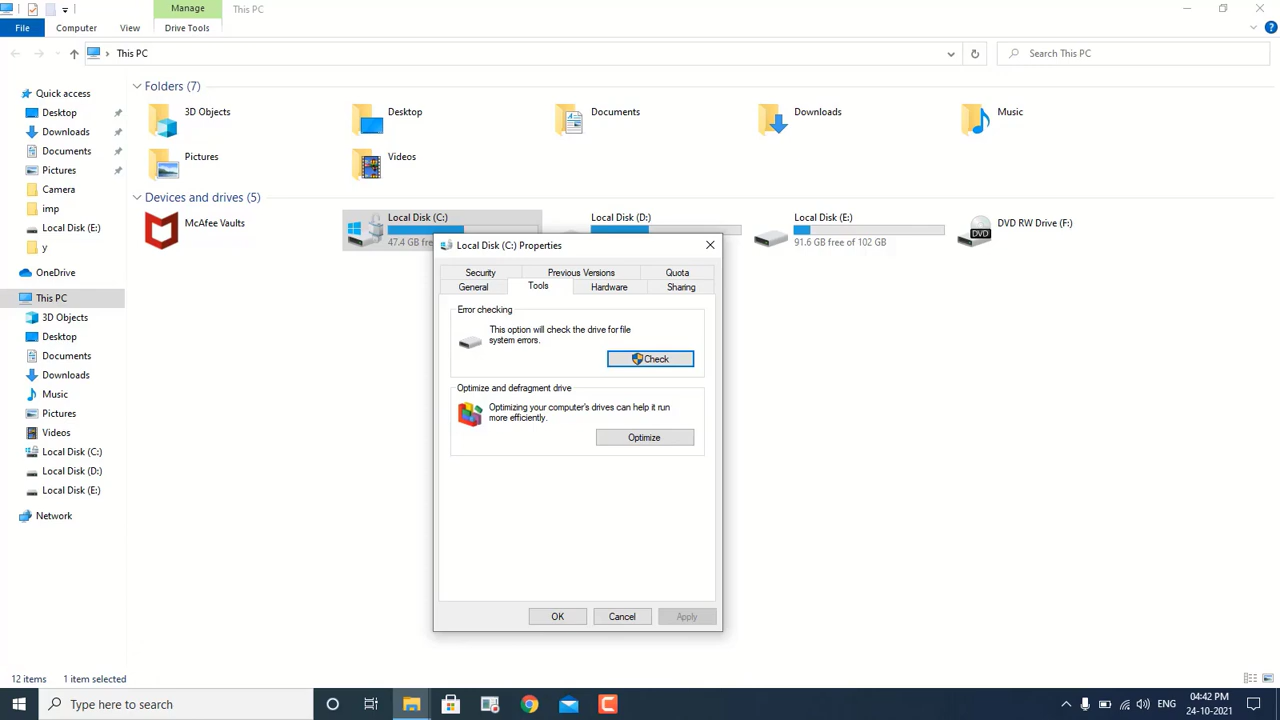 Manage
This PC
File
Computer
View
Drive Tools
This PC
Search This PC
Quick access
Desktop
Downloads
Documents
Pictures
Camera
imp
Local Disk (E:)
y
OneDrive
This PC
3D Objects
Desktop
Documents
Downloads
Music
Pictures
Videos
Local Disk (C:)
Local Disk (D:)
Local Disk (E:)
Network
Folders (7)
3D Objects
Desktop
Documents
Downloads
Music
Pictures
Videos
Devices and drives (5)
McAfee Vaults
Local Disk (C:)
47.4 GB fre
Local Disk (D:)
Local Disk (E:)
91.6 GB free of 102 GB
DVD
DVD RW Drive (F:)
Local Disk (C:) Properties
Security
Previous Versions
Quota
General
Tools
Hardware
Sharing
Error checking
This option will check the drive for file
system errors.
Check
Optimize and defragment drive
Optimizing your computer's drives can help it run
more efficiently.
Optimize
OK
Cancel
Apply
12 items
1 item selected
Type here to search
ENG
04:42 PM
24-10-2021